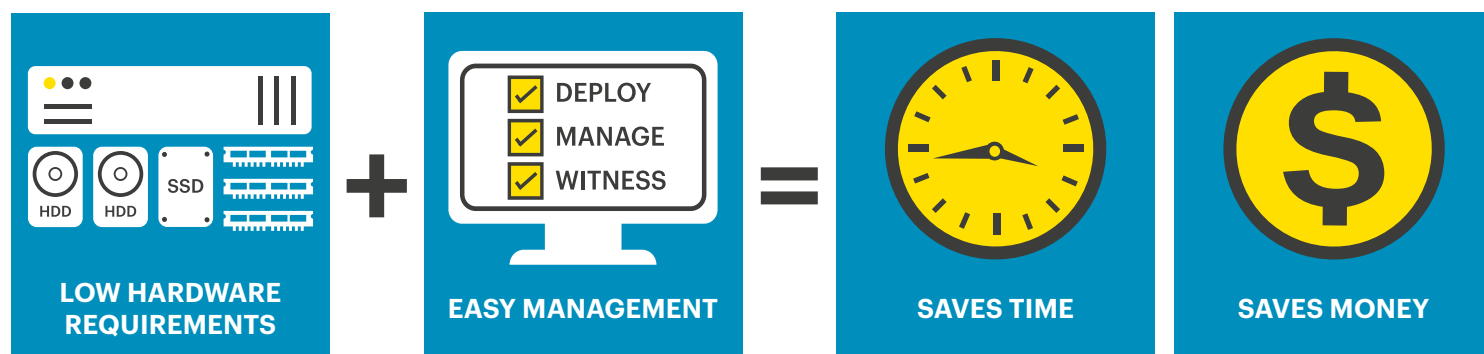 HDD
HDD
SSD
LOW HARDWARE
REQUIREMENTS
+
DEPLOY
MANAGE
WITNESS
EASY MANAGEMENT
=
SAVES TIME
$
SAVES MONEY